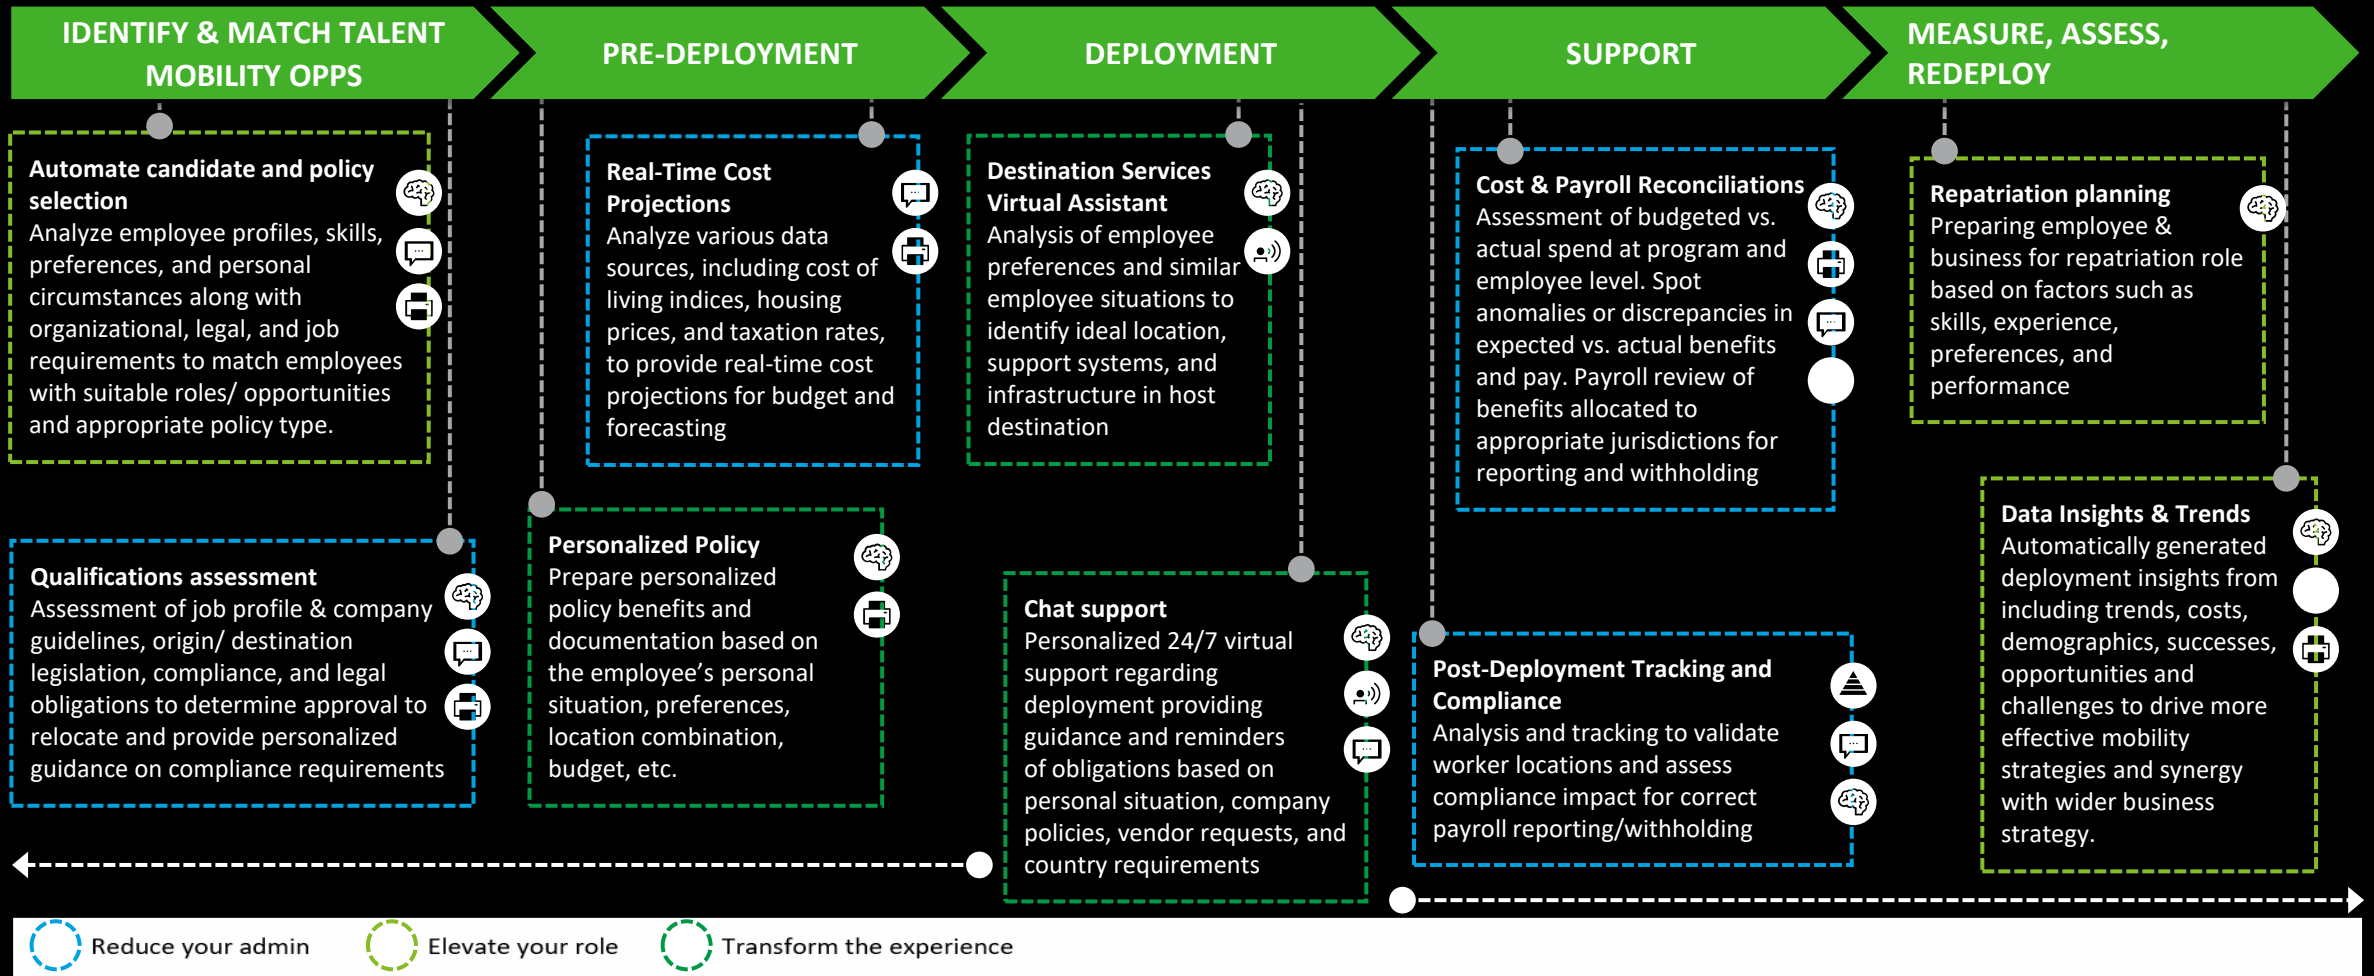 IDENTIFY & MATCH TALENT
MOBILITY OPPS
PRE-DEPLOYMENT
DEPLOYMENT
SUPPORT
MEASURE, ASSESS,
REDEPLOY
Automate candidate and policy
selection
Analyze employee profiles, skills,
preferences, and personal
circumstances along with
organizational, legal, and job
requirements to match employees
with suitable roles/ opportunities
and appropriate policy type.
Qualifications assessment
Assessment of job profile & company
guidelines, origin/ destination
legislation, compliance, and legal
obligations to determine approval to
relocate and provide personalized
guidance on compliance requirements
Real-Time Cost
Projections
Analyze various data
sources, including cost of
living indices, housing
prices, and taxation rates,
to provide real-time cost
projections for budget and
forecasting
Personalized Policy
Prepare personalized
policy benefits and
documentation based on
the employee’s personal
situation, preferences,
location combination,
budget, etc.
Destination Services
Virtual Assistant
Analysis of employee
preferences and similar
employee situations to
identify ideal location,
support systems, and
infrastructure in host
destination
Chat support
Personalized 24/7 virtual
support regarding
deployment providing
guidance and reminders
of obligations based on
personal situation, company
policies, vendor requests, and
country requirements
Cost & Payroll Reconciliations
Assessment of budgeted vs.
actual spend at program and
employee level. Spot
anomalies or discrepancies in
expected vs. actual benefits
and pay. Payroll review of
benefits allocated to
appropriate jurisdictions for
reporting and withholding
Post-Deployment Tracking and
Compliance
Analysis and tracking to validate
worker locations and assess
compliance impact for correct
payroll reporting/withholding
Repatriation planning
Preparing employee &
business for repatriation role
based on factors such as
skills, experience,
preferences, and
performance
Data Insights & Trends
Automatically generated
deployment insights from
including trends, costs,
demographics, successes,
opportunities and
challenges to drive more
effective mobility
strategies and synergy
with wider business
strategy.
Reduce your admin
Elevate your role
Transform the experience